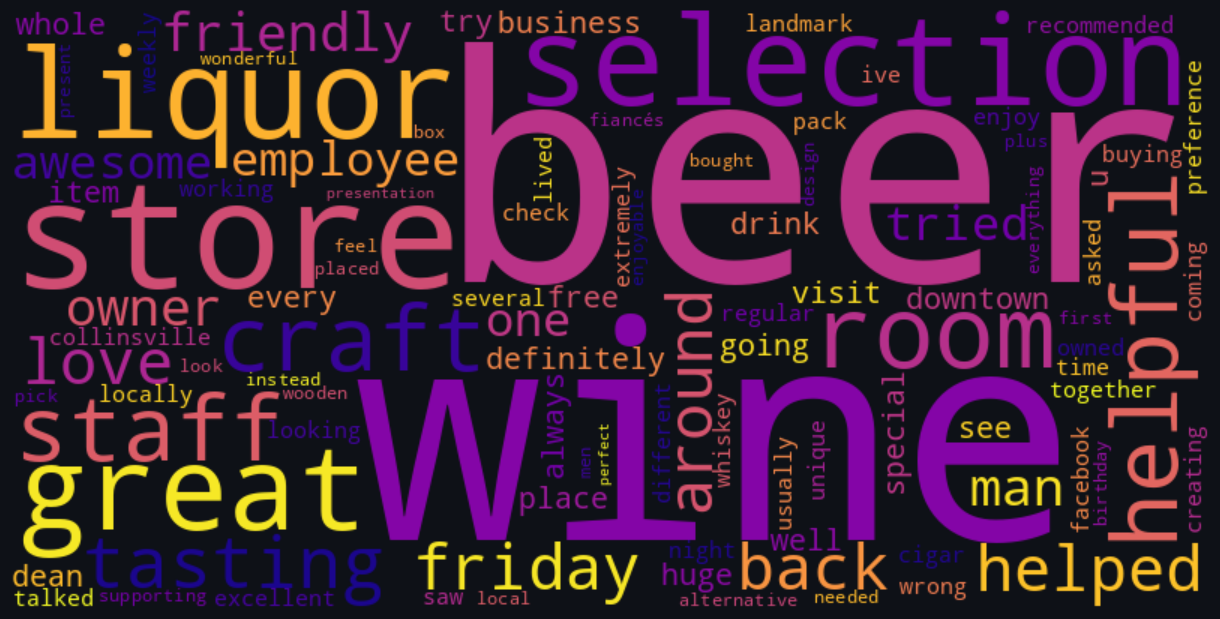 whole
weekly
friendly
try
business
landmark
recommended
present
liquor
wonderful
selection
ive
preference
beer
box
fiancés
pack
enjoy
plus
awesome
employee
lived
bought
design
buying
u
item
working
presentation
extremely
enjoyable
check
drink
tried
everything
store
feel
placed
asked
helpful
coming
owner
every
several
free
visit
downtown
craft
one
around
regular
room
first
collinsville
love
look
definitely
going
owned
time
instead
together
pick
locally
wooden
wine
always
different
whiskey
special
staff
looking
men
perfect
usually
unique
see
facebook
birthday
creating
great
place
man
tasting
friday
night
well
back
cigar
helped
dean
huge
wrong
talked
supporting
excellent
saw
local
alternative
needed